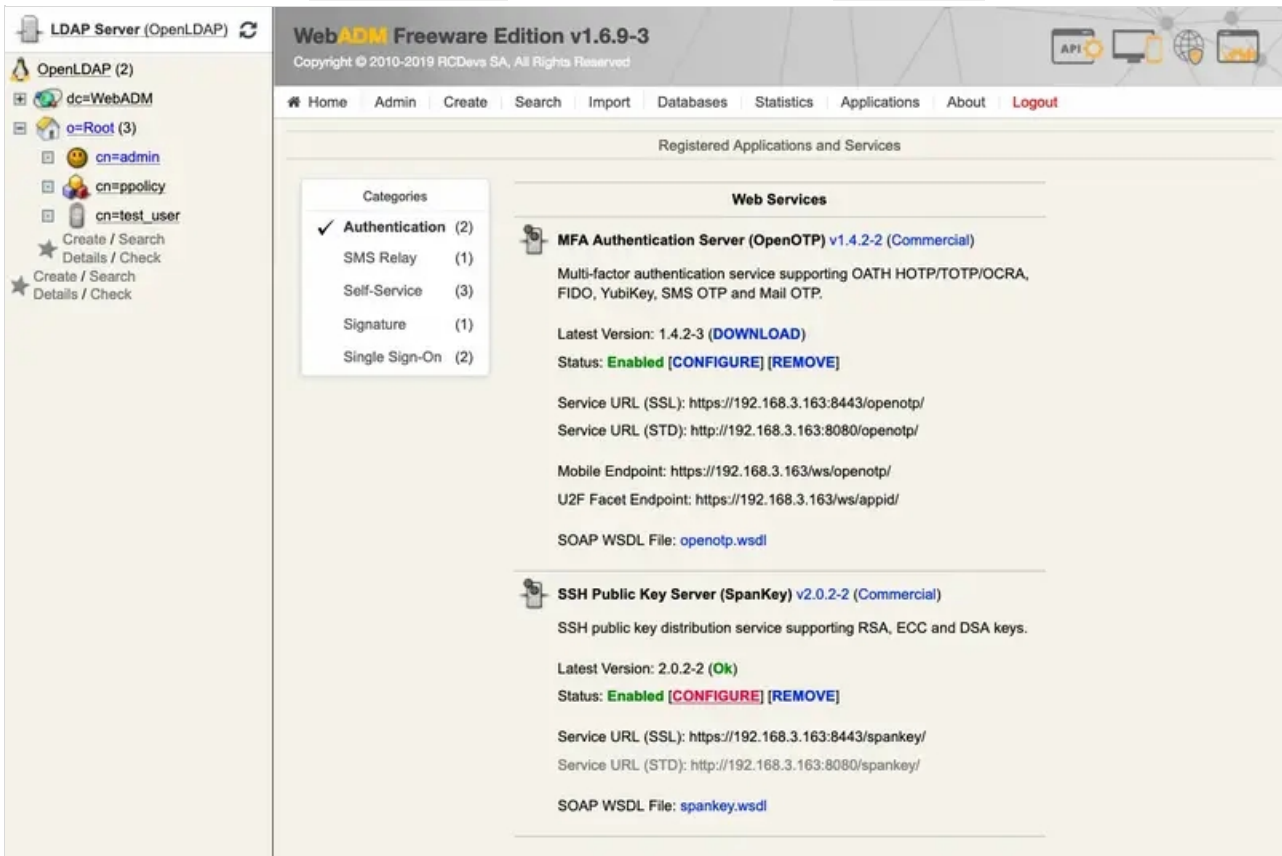 LDAP Server (OpenLDAP)
OpenLDAP (2)
dc=WebADM
o=Root (3)
cn=admin
cn=ppolicy
cn=test_user
Create / Search
Details / Check
Create / Search
Details / Check
WebADM Freeware Edition v1.6.9-3
Copyright © 2010-2019 RCDevs SA, All Rights Reserved
API
Home Admin Create Search Import Databases Statistics Applications About Logout
Registered Applications and Services
Categories
Authentication (2)
SMS Relay (1)
Self-Service (3)
Signature (1)
Single Sign-On (2)
Web Services
MFA Authentication Server (OpenOTP) v1.4.2-2 (Commercial)
Multi-factor authentication service supporting OATH HOTP/TOTP/OCRA,
FIDO, YubiKey, SMS OTP and Mail OTP.
Latest Version: 1.4.2-3 (DOWNLOAD)
Status: Enabled [CONFIGURE] [REMOVE]
Service URL (SSL): https://192.168.3.163:8443/openotp/
Service URL (STD): http://192.168.3.163:8080/openotp/
Mobile Endpoint: https://192.168.3.163/ws/openotp/
U2F Facet Endpoint: https://192.168.3.163/ws/appid/
SOAP WSDL File: openotp.wsdl
SSH Public Key Server (SpanKey) v2.0.2-2 (Commercial)
SSH public key distribution service supporting RSA, ECC and DSA keys.
Latest Version: 2.0.2-2 (Ok)
Status: Enabled [CONFIGURE] [REMOVE]
Service URL (SSL): https://192.168.3.163:8443/spankey/
Service URL (STD): http://192.168.3.163:8080/spankey/
SOAP WSDL File: spankey.wsdl